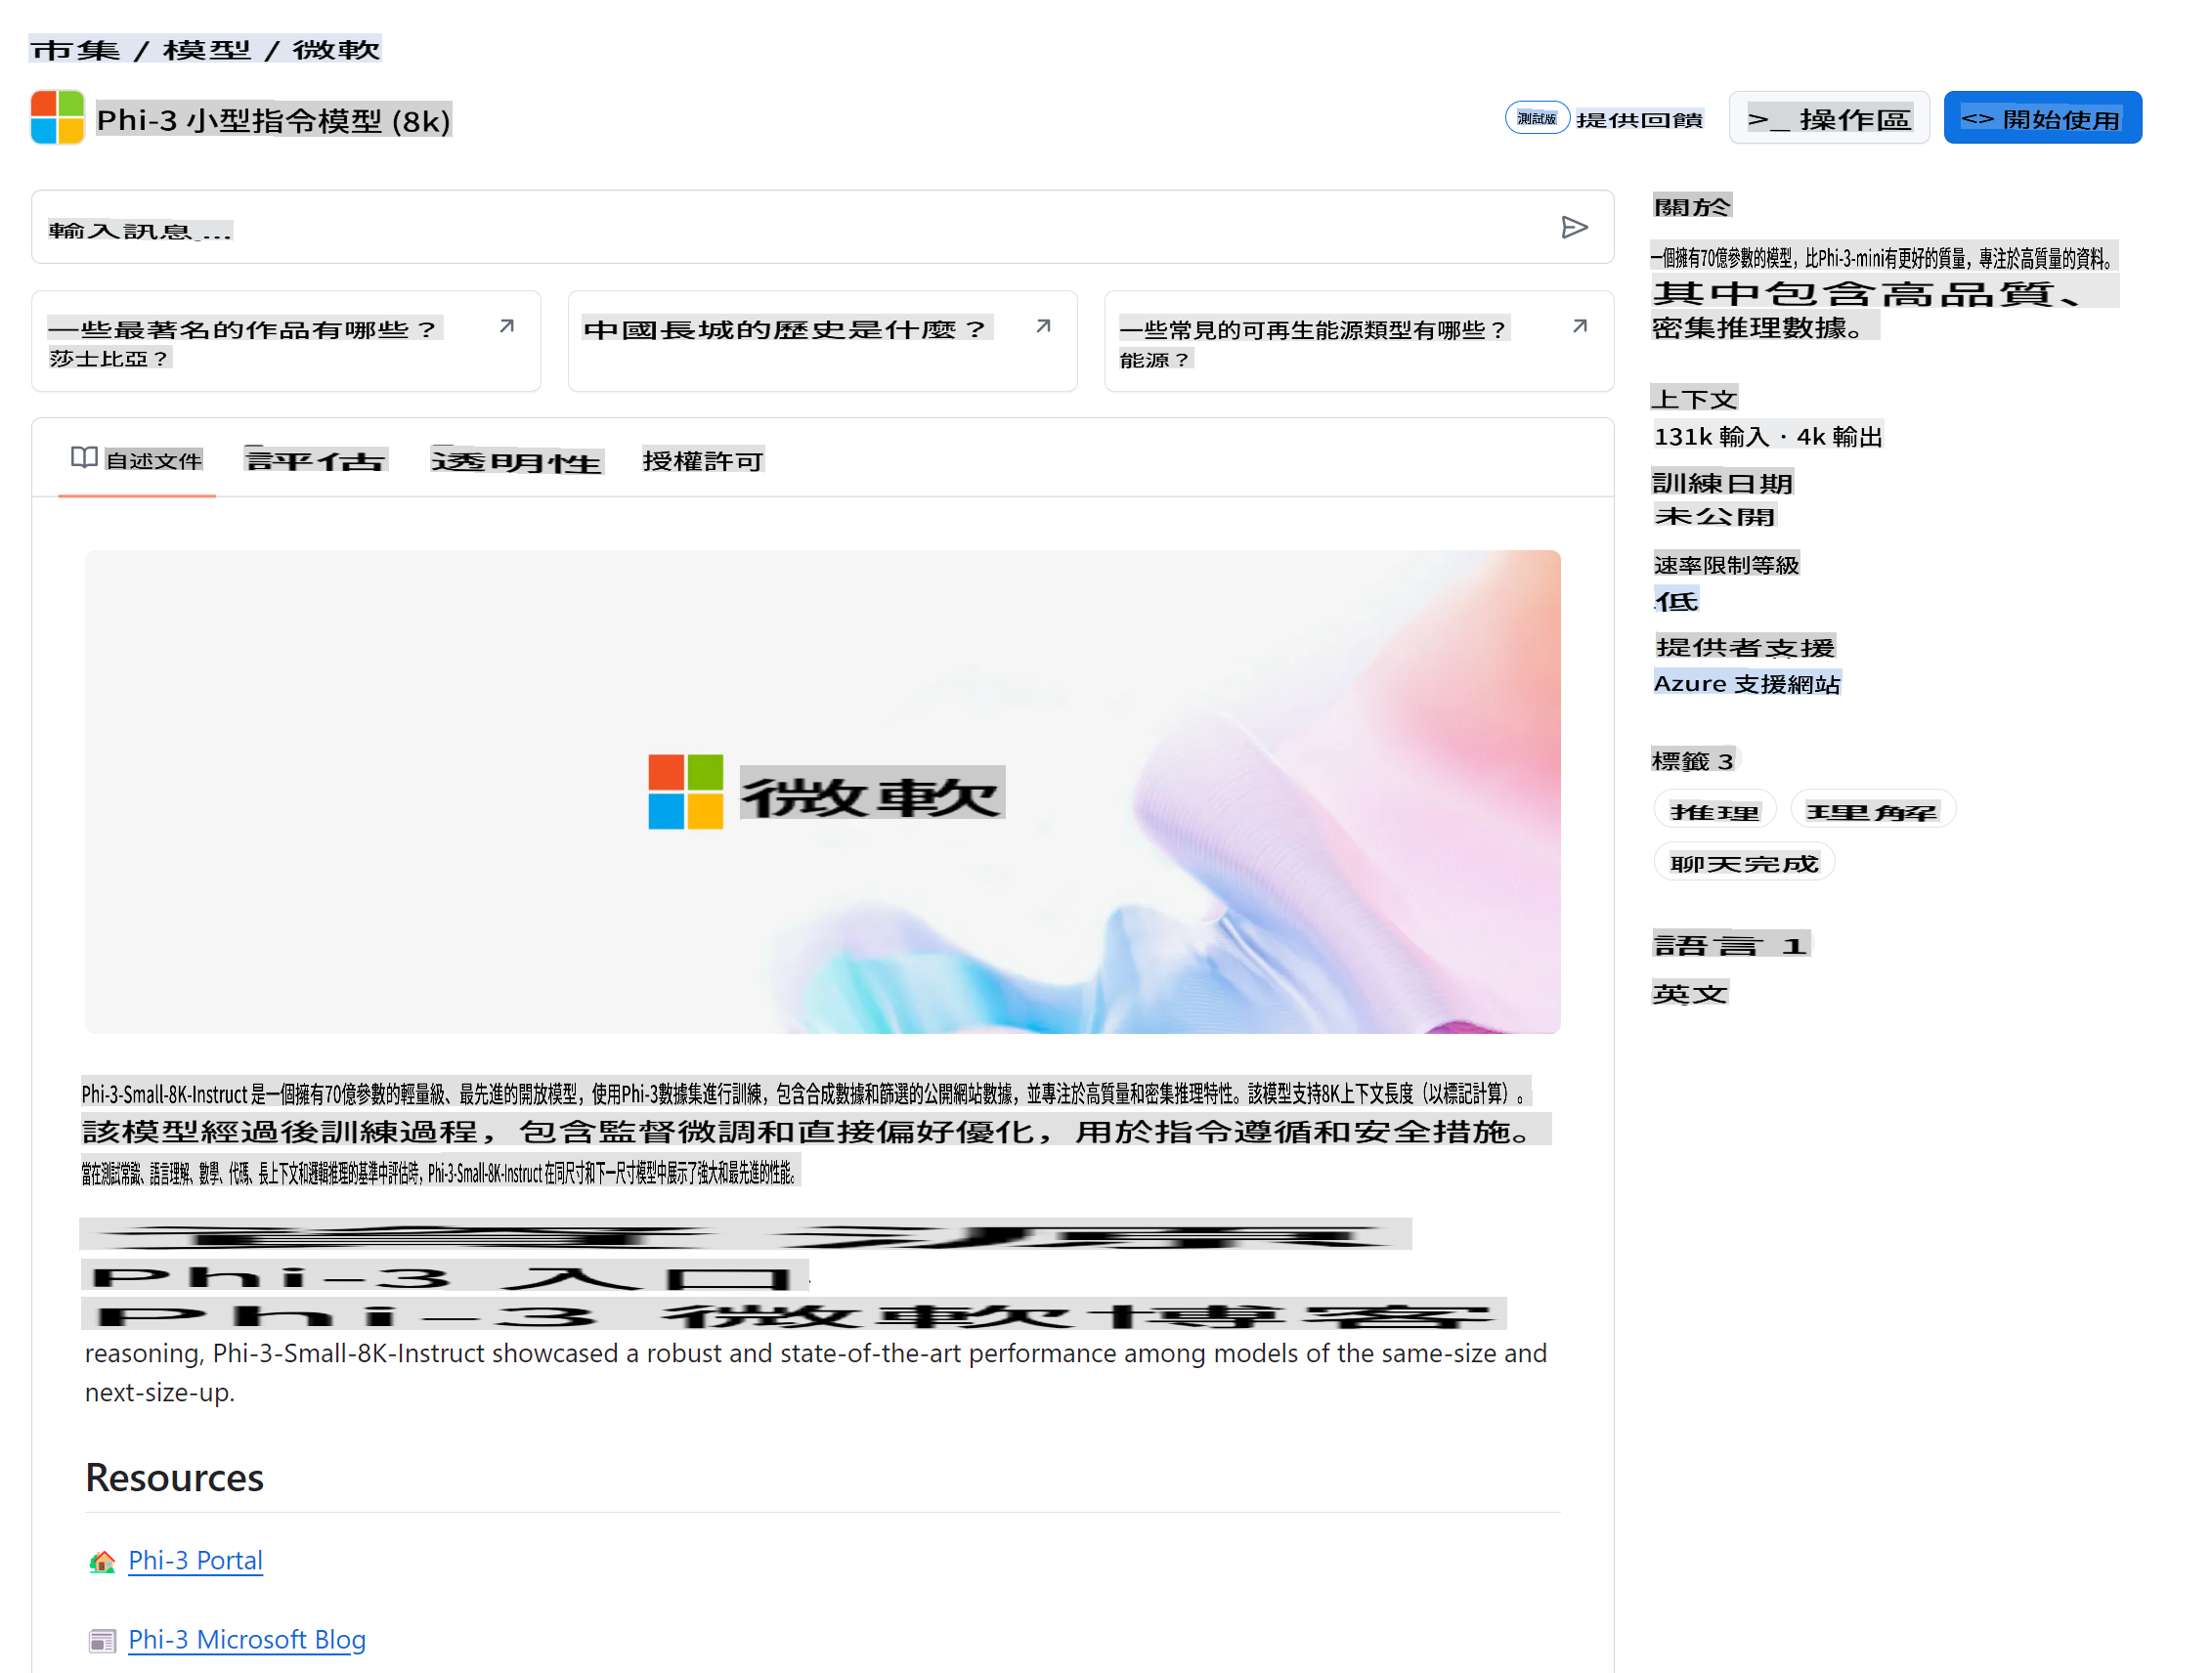 市集 / 模型 / 微軟
Phi-3 小型指令模型 (8k)
測試版 提供回饋
>_ 操作區
<> 開始使用
輸入訊息 ...
一些最著名的作品有哪些？
莎士比亞？
中國長城的歷史是什麼？
一些常見的可再生能源類型有哪些？
能源？
自述文件
評估
透明性
授權許可
微軟
Phi-3-Small-8K-Instruct 是一個擁有70億參數的輕量級、最先進的開放模型，使用Phi-3數據集進行訓練，包含合成數據和篩選的公開網站數據，並專注於高質量和密集推理特性。該模型支持8K上下文長度（以標記計算）。
該模型經過後訓練過程，包含監督微調和直接偏好優化，用於指令遵循和安全措施。
當在測試常識、語言理解、數學、代碼、長上下文和邏輯推理的基準中評估時，Phi-3-Small-8K-Instruct 在同尺寸和下一尺寸模型中展示了強大和最先進的性能。
資源
Phi-3 入口
Phi-3 微軟博客
reasoning, Phi-3-Small-8K-Instruct showcased a robust and state-of-the-art performance among models of the same-size and
next-size-up.
Resources
Phi-3 Portal
Phi-3 Microsoft Blog
關於
一個擁有70億參數的模型，比Phi-3-mini有更好的質量，專注於高質量的資料。
其中包含高品質、
密集推理數據。
上下文
131k 輸入 · 4k 輸出
訓練日期
未公開
速率限制等級
低
提供者支援
Azure 支援網站
標籤 3
推理
理解
聊天完成
語言 1
英文